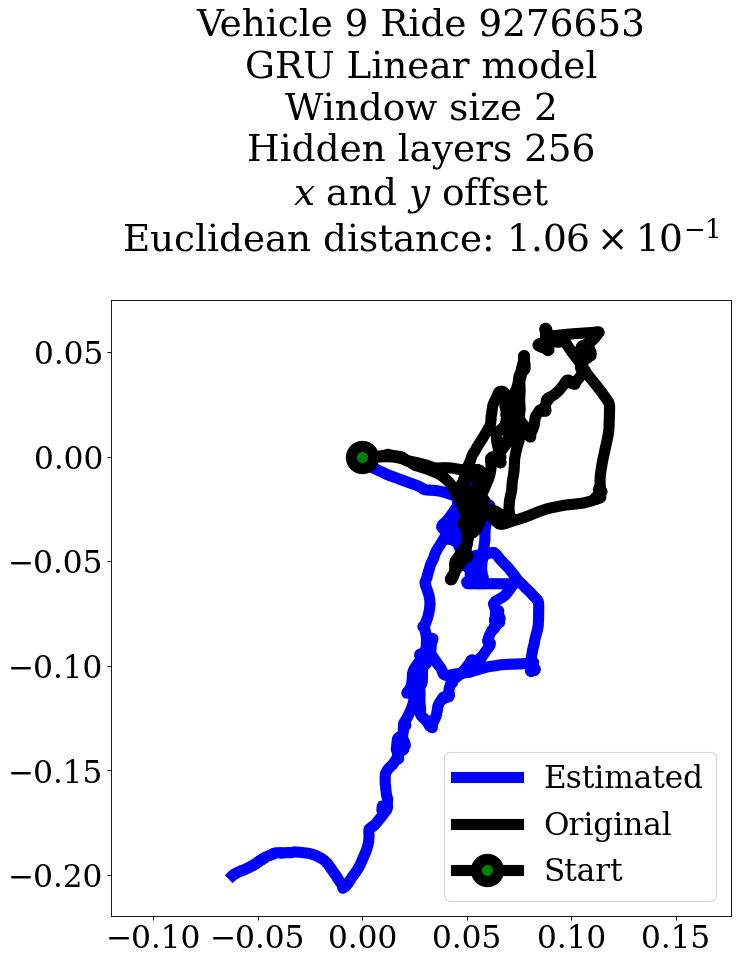 Vehicle 9 Ride 9276653
GRU Linear model
Window size 2
Hidden layers 256
x and y offset
Euclidean distance: 1.06 × 10⁻¹
0.05
0.00
−0.05
−0.10
−0.15
−0.20
Estimated
Original
Start
−0.10 −0.05 0.00 0.05 0.10 0.15